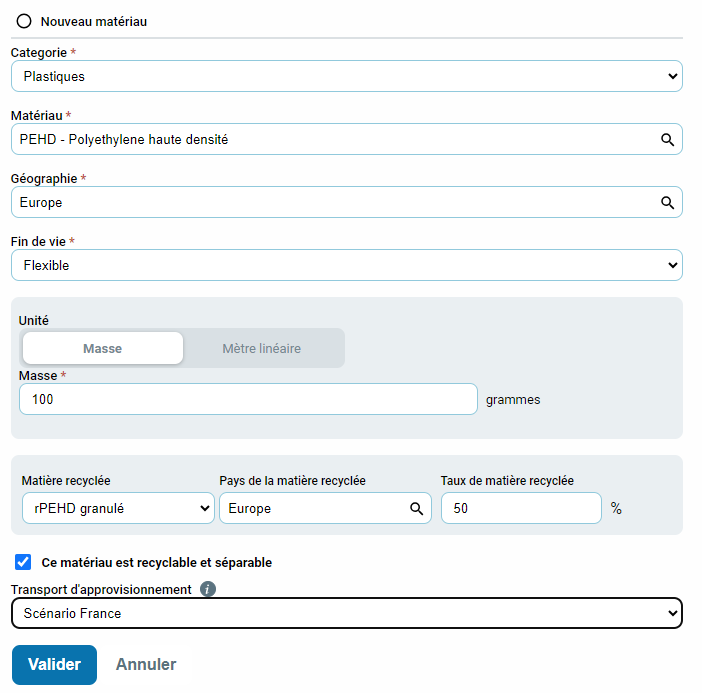 Nouveau matériau
Categorie *
Plastiques
Matériau *
PEHD - Polyethylene haute densité
Géographie *
Europe
Fin de vie *
Flexible
Unité
Masse Mètre linéaire
Masse *
100 grammes
Matière recyclée Pays de la matière recyclée Taux de matière recyclée
rPEHD granulé Europe 50 %
Ce matériau est recyclable et séparable
Transport d'approvisionnement i
Scénario France
Valider Annuler